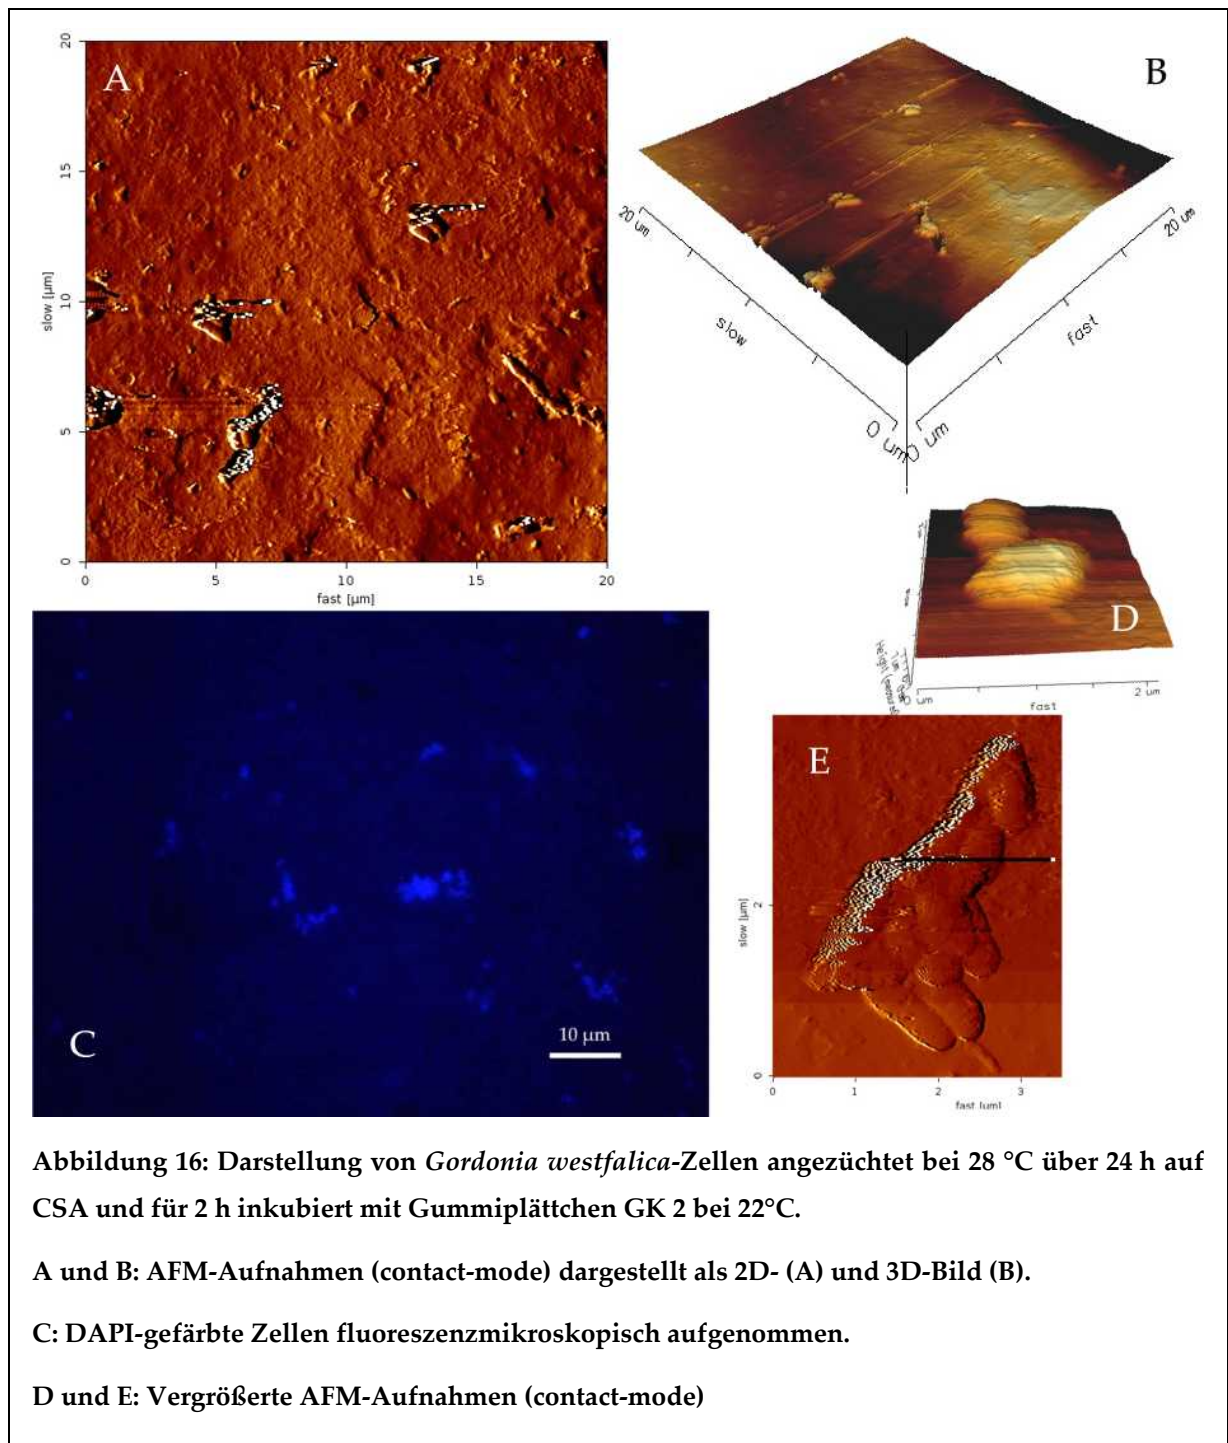 A
20
15
10
5
0
slow [µm]
0 5 10 15 20
fast [µm]
B
20 um
slow
0 um
0 um
fast
20 um
D
fast
2 um
C
10 µm
E
slow [µm]
2
0
0 1 2 3
fast [um]
Abbildung 16: Darstellung von Gordonia westfalica-Zellen angezüchtet bei 28 °C über 24 h auf
CSA und für 2 h inkubiert mit Gummiplättchen GK 2 bei 22°C.
A und B: AFM-Aufnahmen (contact-mode) dargestellt als 2D- (A) und 3D-Bild (B).
C: DAPI-gefärbte Zellen fluoreszenzmikroskopisch aufgenommen.
D und E: Vergrößerte AFM-Aufnahmen (contact-mode)